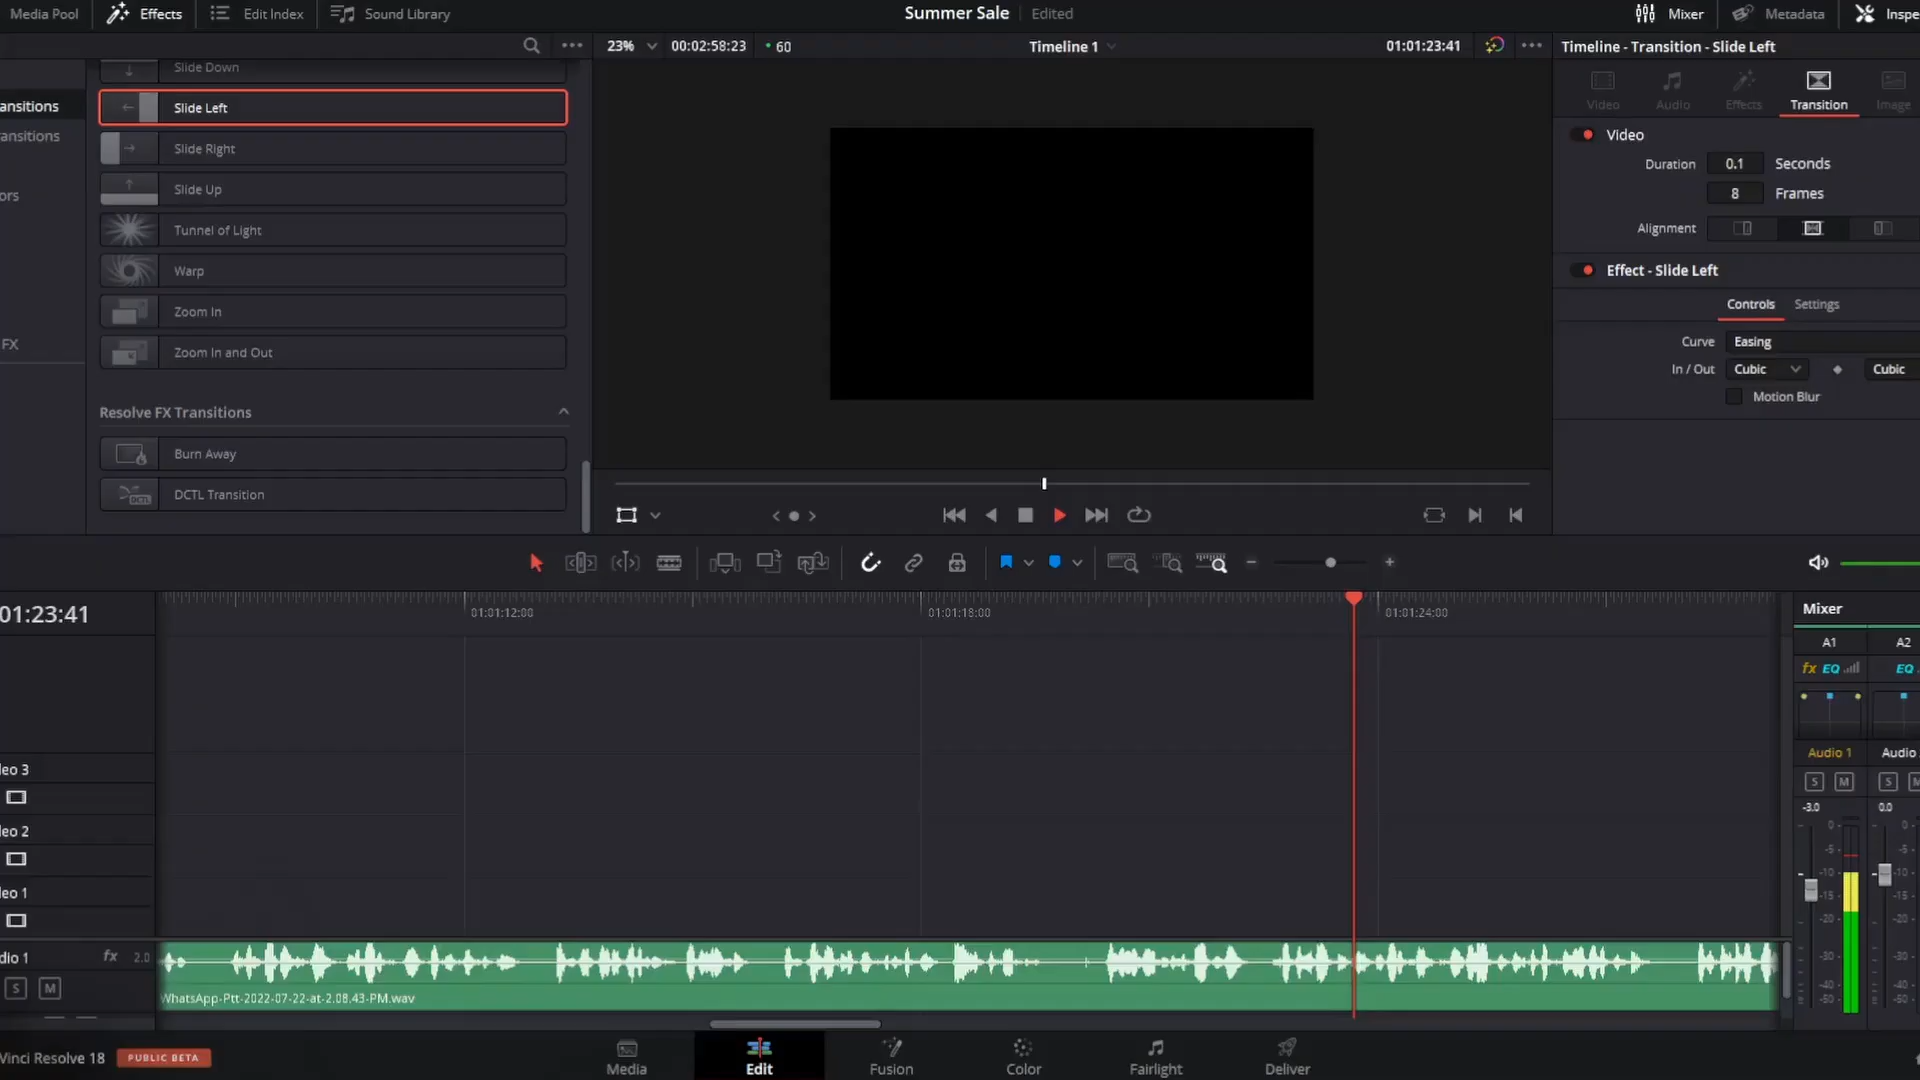 Media Pool Effects Edit Index Sound Library Summer Sale Edited Mixer Metadata Inspe
23% 00:02:58:23 60 Timeline 1 01:01:23:41 Timeline - Transition - Slide Left
Slide Down
ansitions
Slide Left
Slide Right
ansitions
Slide Up
ors
Tunnel of Light
Warp
Zoom In
FX
Zoom In and Out
Resolve FX Transitions
Burn Away
DCTL Transition
Video Audio Effects Transition Image
Video
Duration 0.1 Seconds
8 Frames
Alignment
Effect - Slide Left
Controls Settings
Curve Easing
In / Out Cubic Cubic
Motion Blur
01:23:41
01:01:12:00 01:01:18:00 01:01:24:00
eo 3
eo 2
eo 1
dio 1 fx 2.0
S M
WhatsApp-Ptt-2022-07-22-at-2.08.43-PM.wav
Mixer
A1 A2
fx EQ EQ
Audio 1 Audio
S M S M
-3.0 0.0
0 0
-5 -5
-10 -10
-15 -15
-20 -20
-30 -30
-40 -40
-50 -50
Vinci Resolve 18 PUBLIC BETA
Media Edit Fusion Color Fairlight Deliver